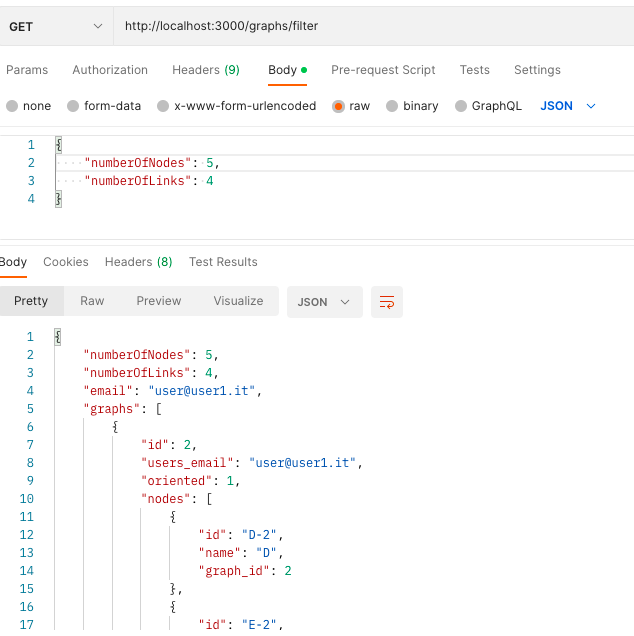 GET http://localhost:3000/graphs/filter
Params Authorization Headers (9) Body Pre-request Script Tests Settings
none form-data x-www-form-urlencoded raw binary GraphQL JSON
1 {
2 "numberOfNodes": 5,
3 "numberOfLinks": 4
4 }
Body Cookies Headers (8) Test Results
Pretty Raw Preview Visualize JSON
1 {
2 "numberOfNodes": 5,
3 "numberOfLinks": 4,
4 "email": "user@user1.it",
5 "graphs": [
6 {
7 "id": 2,
8 "users_email": "user@user1.it",
9 "oriented": 1,
10 "nodes": [
11 {
12 "id": "D-2",
13 "name": "D",
14 "graph_id": 2
15 },
16 {
17 "id": "E-2",